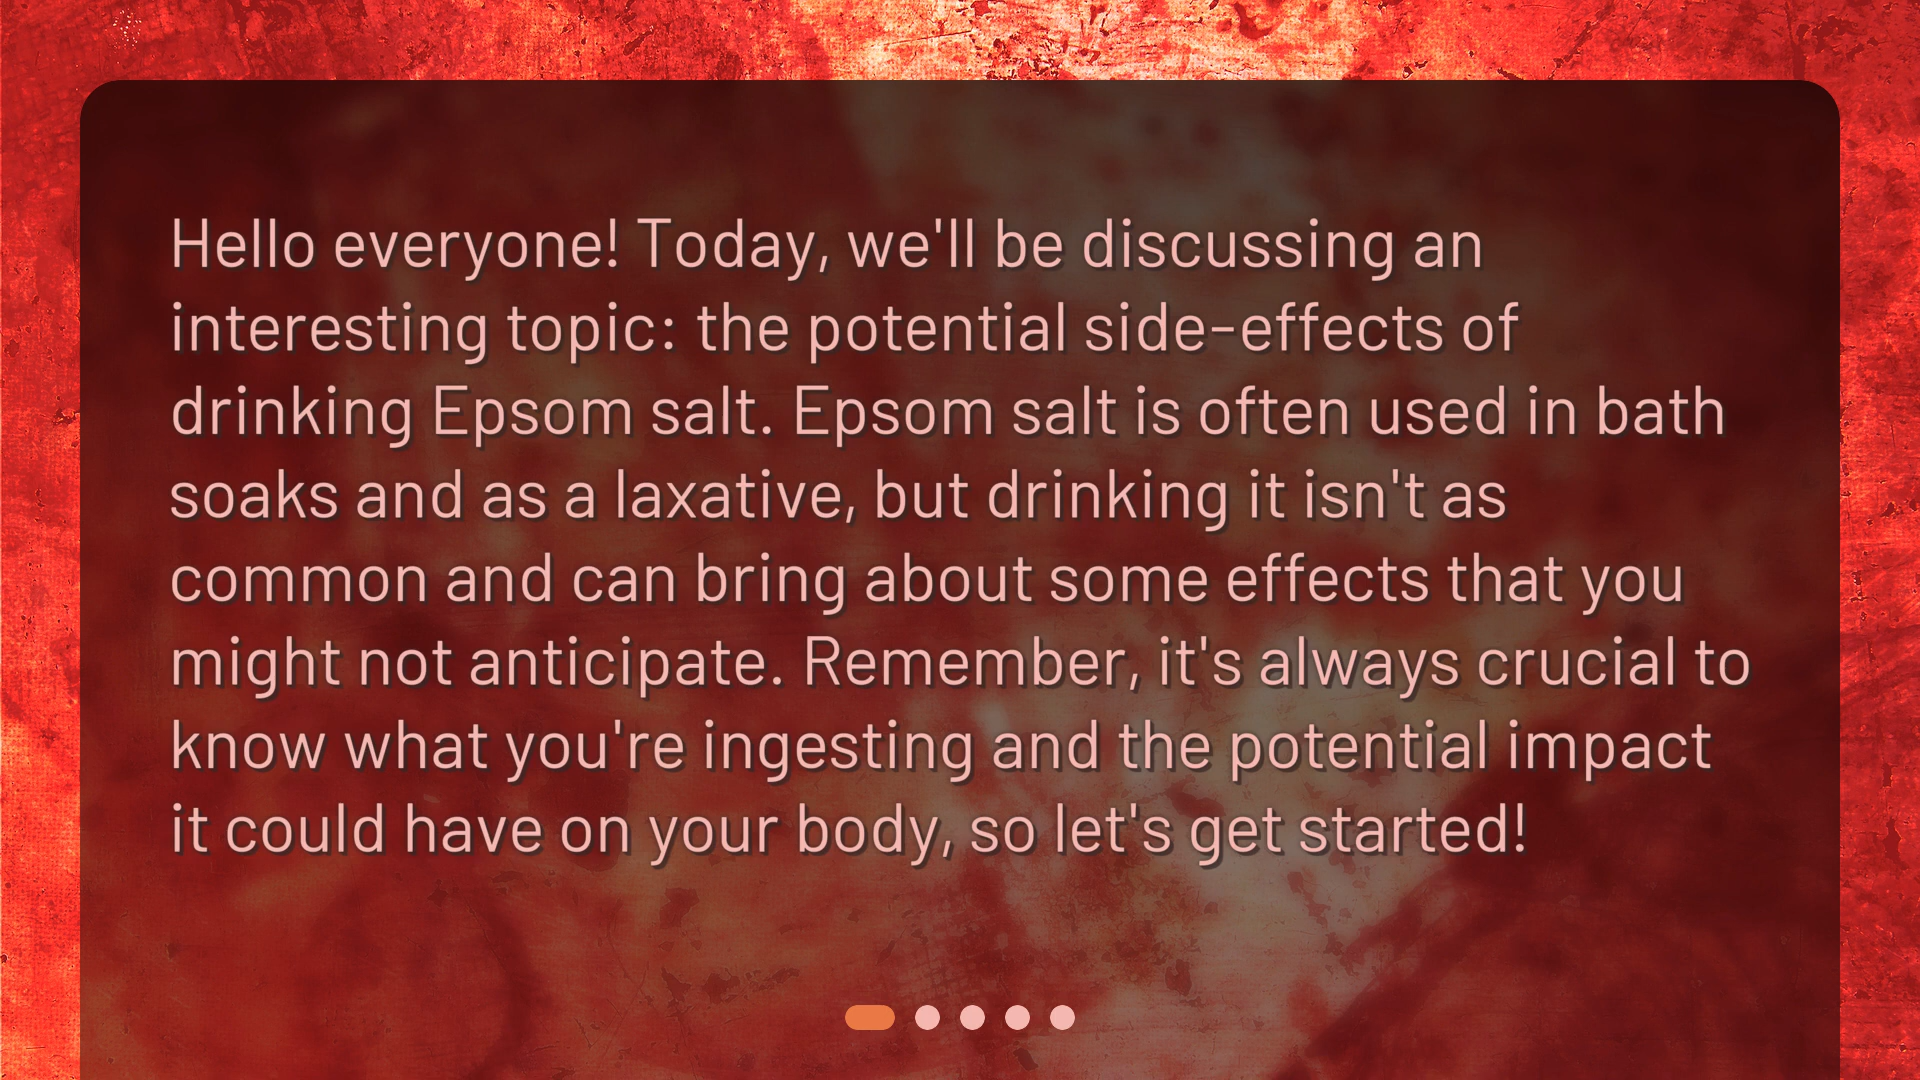 Hello everyone! Today, we'll be discussing an
interesting topic: the potential side-effects of
drinking Epsom salt. Epsom salt is often used in bath
soaks and as a laxative, but drinking it isn't as
common and can bring about some effects that you
might not anticipate. Remember, it's always crucial to
know what you're ingesting and the potential impact
it could have on your body, so let's get started!